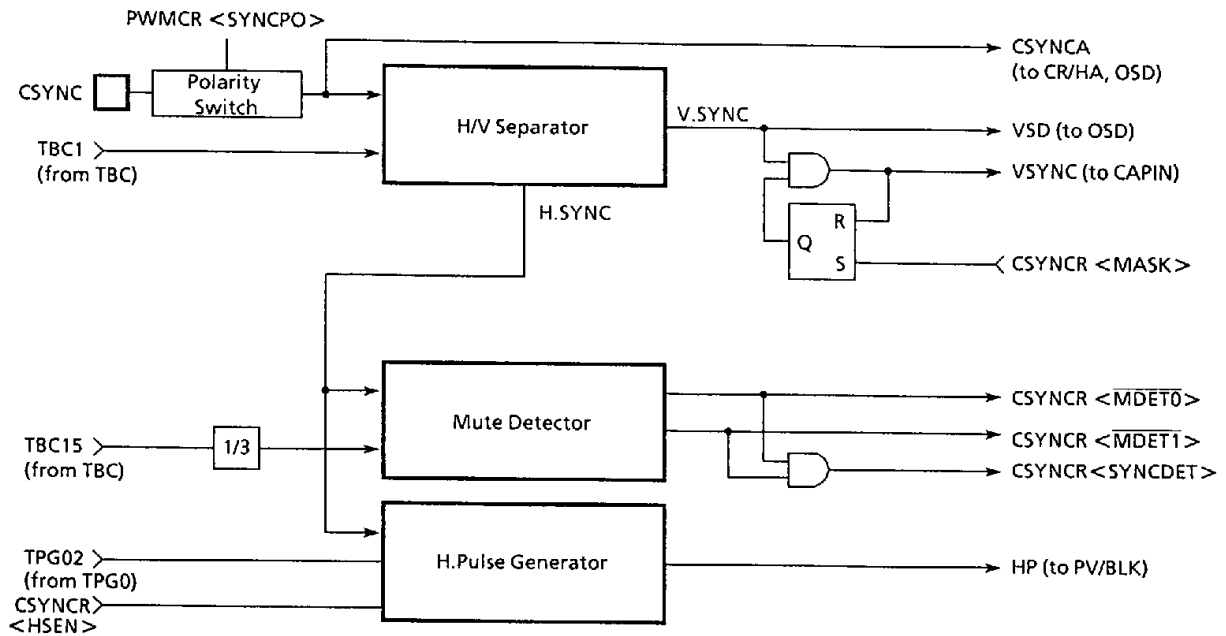 PWMCR <SYNCPO>
CSYNC
Polarity
Switch
CSYNCA
(to CR/HA, OSD)
H/V Separator
V.SYNC
VSD (to OSD)
TBC1
(from TBC)
VSYNC (to CAPIN)
H.SYNC
R
Q
S
CSYNCR <MASK>
Mute Detector
CSYNCR <MDET0>
CSYNCR <MDET1>
CSYNCR<SYNCDET>
TBC15
(from TBC)
1/3
H.Pulse Generator
TPG02
(from TPG0)
CSYNCR
<HSEN>
HP (to PV/BLK)